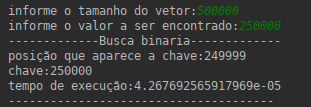 informe o tamanho do vetor:500000
informe o valor a ser encontrado:250000
-------------Busca binaria-------------
posição que aparece a chave:249999
chave:250000
tempo de execução:4.267692565917969e-05
---------------------------------------